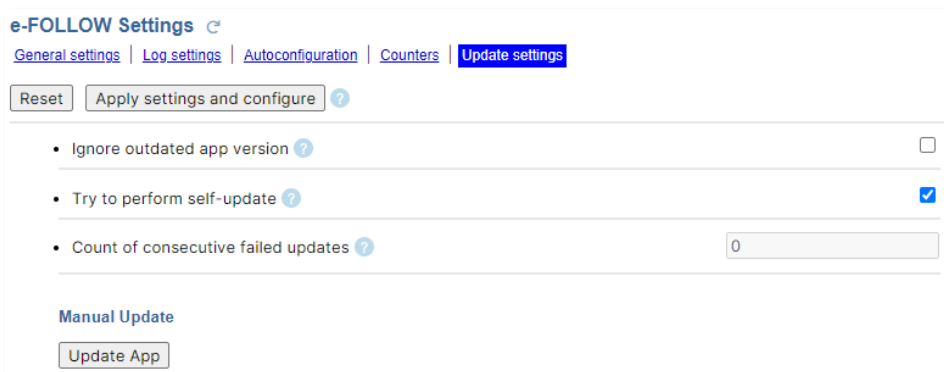 e-FOLLOW Settings
General settings | Log settings | Autoconfiguration | Counters | Update settings
Reset Apply settings and configure ?
• Ignore outdated app version ?
• Try to perform self-update ?
• Count of consecutive failed updates ? 0
Manual Update
Update App